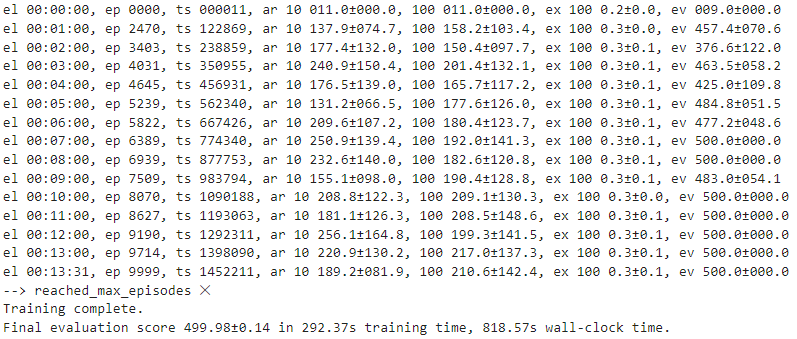 el 00:00:00, ep 0000, ts 000011, ar 10 011.0±000.0, 100 011.0±000.0, ex 100 0.2±0.0, ev 009.0±000.0
el 00:01:00, ep 2470, ts 122869, ar 10 137.9±074.7, 100 158.2±103.4, ex 100 0.3±0.0, ev 457.4±070.6
el 00:02:00, ep 3403, ts 238859, ar 10 177.4±132.0, 100 150.4±097.7, ex 100 0.3±0.1, ev 376.6±122.0
el 00:03:00, ep 4031, ts 350955, ar 10 240.9±150.4, 100 201.4±132.1, ex 100 0.3±0.1, ev 463.5±058.2
el 00:04:00, ep 4645, ts 456931, ar 10 176.5±139.0, 100 165.7±117.2, ex 100 0.3±0.1, ev 425.0±109.8
el 00:05:00, ep 5239, ts 562340, ar 10 131.2±066.5, 100 177.6±126.0, ex 100 0.3±0.1, ev 484.8±051.5
el 00:06:00, ep 5822, ts 667426, ar 10 209.6±107.2, 100 180.4±123.7, ex 100 0.3±0.1, ev 477.2±048.6
el 00:07:00, ep 6389, ts 774340, ar 10 250.9±139.4, 100 192.0±141.3, ex 100 0.3±0.1, ev 500.0±000.0
el 00:08:00, ep 6939, ts 877753, ar 10 232.6±140.0, 100 182.6±120.8, ex 100 0.3±0.1, ev 500.0±000.0
el 00:09:00, ep 7509, ts 983794, ar 10 155.1±098.0, 100 190.4±128.8, ex 100 0.3±0.1, ev 483.0±054.1
el 00:10:00, ep 8070, ts 1090188, ar 10 208.8±122.3, 100 209.1±130.3, ex 100 0.3±0.0, ev 500.0±000.0
el 00:11:00, ep 8627, ts 1193063, ar 10 181.1±126.3, 100 208.5±148.6, ex 100 0.3±0.1, ev 500.0±000.0
el 00:12:00, ep 9190, ts 1292311, ar 10 256.1±164.8, 100 199.3±141.5, ex 100 0.3±0.1, ev 500.0±000.0
el 00:13:00, ep 9714, ts 1398090, ar 10 220.9±130.2, 100 217.0±137.3, ex 100 0.3±0.1, ev 500.0±000.0
el 00:13:31, ep 9999, ts 1452211, ar 10 189.2±081.9, 100 210.6±142.4, ex 100 0.3±0.1, ev 500.0±000.0
--> reached_max_episodes ×
Training complete.
Final evaluation score 499.98±0.14 in 292.37s training time, 818.57s wall-clock time.